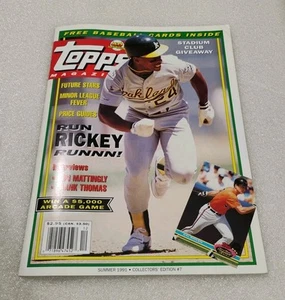 FREE BASEBALL CARDS INSIDE
Topps
MAGAZINE
STADIUM
CLUB
GIVEAWAY
FUTURE STARS
MINOR LEAGUE
FEVER
PRICE GUIDES
Oakland
24
RUN
RICKEY
RUNNN!
Interviews
MATTINGLY
THOMAS
WIN A $5,000
ARCADE GAME
SUMMER 1991 • COLLECTORS' EDITION #7